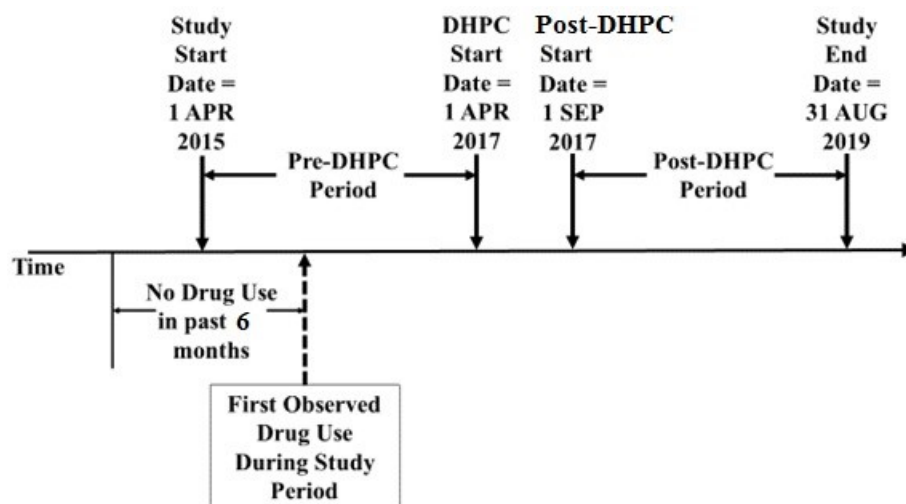 Study
Start
Date =
1 APR
2015
DHPC
Start
Date =
1 APR
2017
Post-DHPC
Start
Date =
1 SEP
2017
Study
End
Date =
31 AUG
2019
Pre-DHPC
Period
Post-DHPC
Period
Time
No Drug Use
in past 6
months
First Observed
Drug Use
During Study
Period